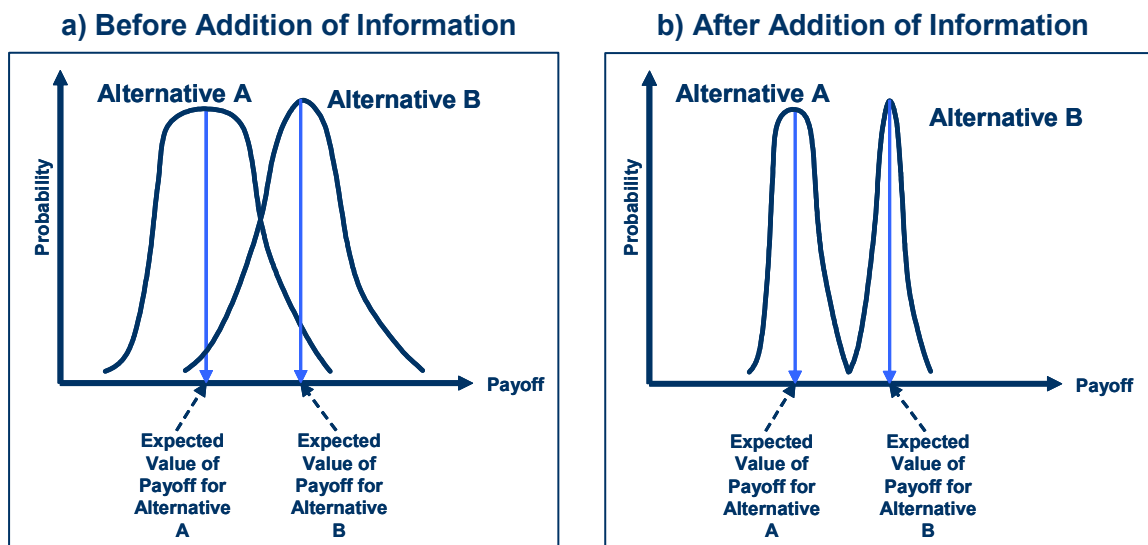 a) Before Addition of Information
Alternative A
Alternative B
Probability
Payoff
Expected
Value of
Payoff for
Alternative
A
Expected
Value of
Payoff for
Alternative
B
b) After Addition of Information
Alternative A
Alternative B
Probability
Payoff
Expected
Value of
Payoff for
Alternative
A
Expected
Value of
Payoff for
Alternative
B